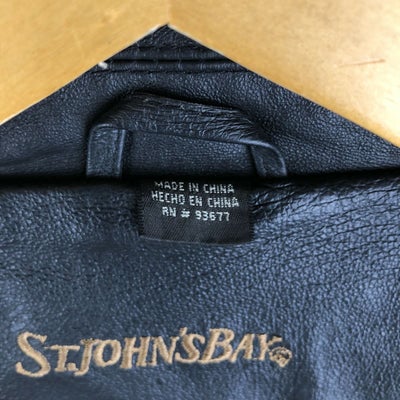 MADE IN CHINA
HECHO EN CHINA
RN # 93677
ST. JOHN'S BAY